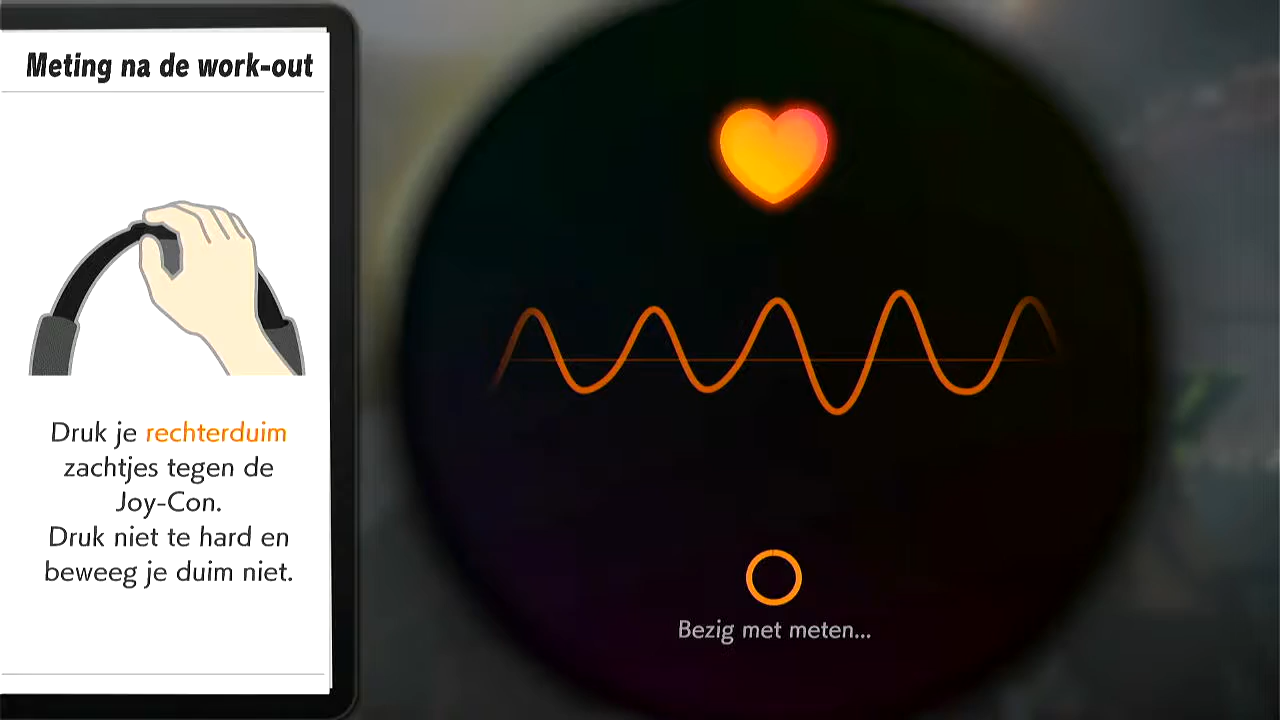 Meting na de work-out
Druk je rechterduim
zachtjes tegen de
Joy-Con.
Druk niet te hard en
beweeg je duim niet.
Bezig met meten...